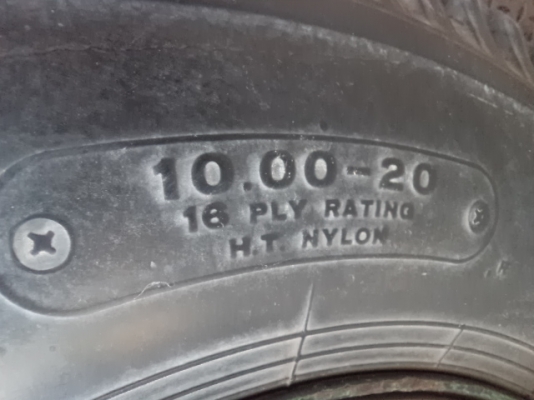 10.00-20
16 PLY RATING
H.T. NYLON